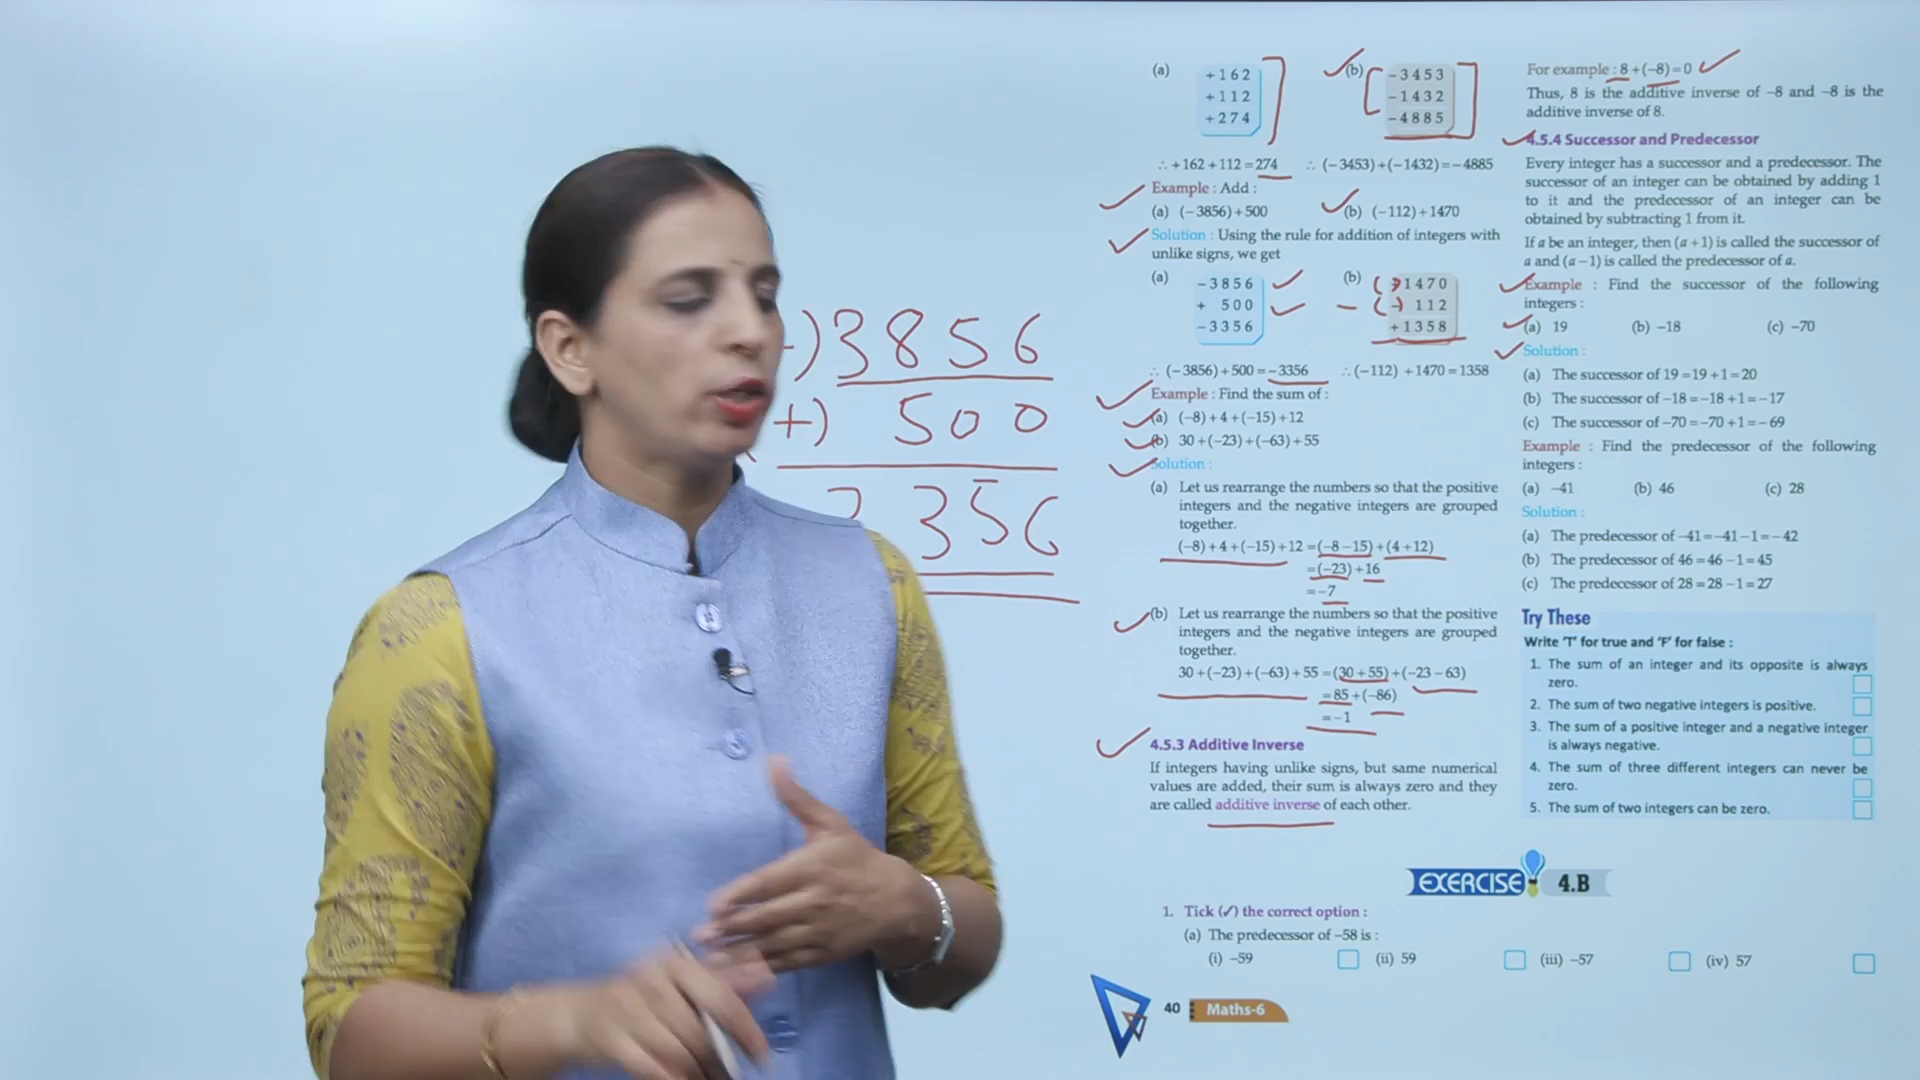 -)3856
+) 500
3356
(a)
+162
+112
+274
(b)
-3453
-1432
-4885
∴ +162+112=274 ∴ (-3453)+(-1432)=-4885
Example : Add :
(a) (-3856)+500 (b) (-112)+1470
Solution : Using the rule for addition of integers with
unlike signs, we get
(a)
-3856
+ 500
-3356
(b)
1470
112
+1358
∴ (-3856)+500=-3356 ∴(-112) +1470=1358
Example : Find the sum of :
(a) (-8)+4+(-15)+12
(b) 30+(-23)+(-63)+55
Solution :
(a) Let us rearrange the numbers so that the positive
integers and the negative integers are grouped
together.
(-8)+4+(-15)+12=(-8-15)+(4+12)
=(-23)+16
=-7
(b) Let us rearrange the numbers so that the positive
integers and the negative integers are grouped
together.
30+(-23)+(-63)+55=(30+55)+(-23-63)
=85+(-86)
=-1
4.5.3 Additive Inverse
If integers having unlike signs, but same numerical
values are added, their sum is always zero and they
are called additive inverse of each other.
For example : 8+(-8)=0
Thus, 8 is the additive inverse of -8 and -8 is the
additive inverse of 8.
4.5.4 Successor and Predecessor
Every integer has a successor and a predecessor. The
successor of an integer can be obtained by adding 1
to it and the predecessor of an integer can be
obtained by subtracting 1 from it.
If a be an integer, then (a+1) is called the successor of
a and (a-1) is called the predecessor of a.
Example : Find the successor of the following
integers :
(a) 19 (b) -18 (c) -70
Solution :
(a) The successor of 19=19+1=20
(b) The successor of -18=-18+1=-17
(c) The successor of -70=-70+1=-69
Example : Find the predecessor of the following
integers :
(a) -41 (b) 46 (c) 28
Solution :
(a) The predecessor of -41=-41-1=-42
(b) The predecessor of 46=46-1=45
(c) The predecessor of 28=28-1=27
Try These
Write 'T' for true and 'F' for false :
1. The sum of an integer and its opposite is always
zero.
2. The sum of two negative integers is positive.
3. The sum of a positive integer and a negative integer
is always negative.
4. The sum of three different integers can never be
zero.
5. The sum of two integers can be zero.
EXERCISE 4.B
1. Tick (✓) the correct option :
(a) The predecessor of -58 is :
(i) -59 (ii) 59 (iii) -57 (iv) 57
40 Maths-6